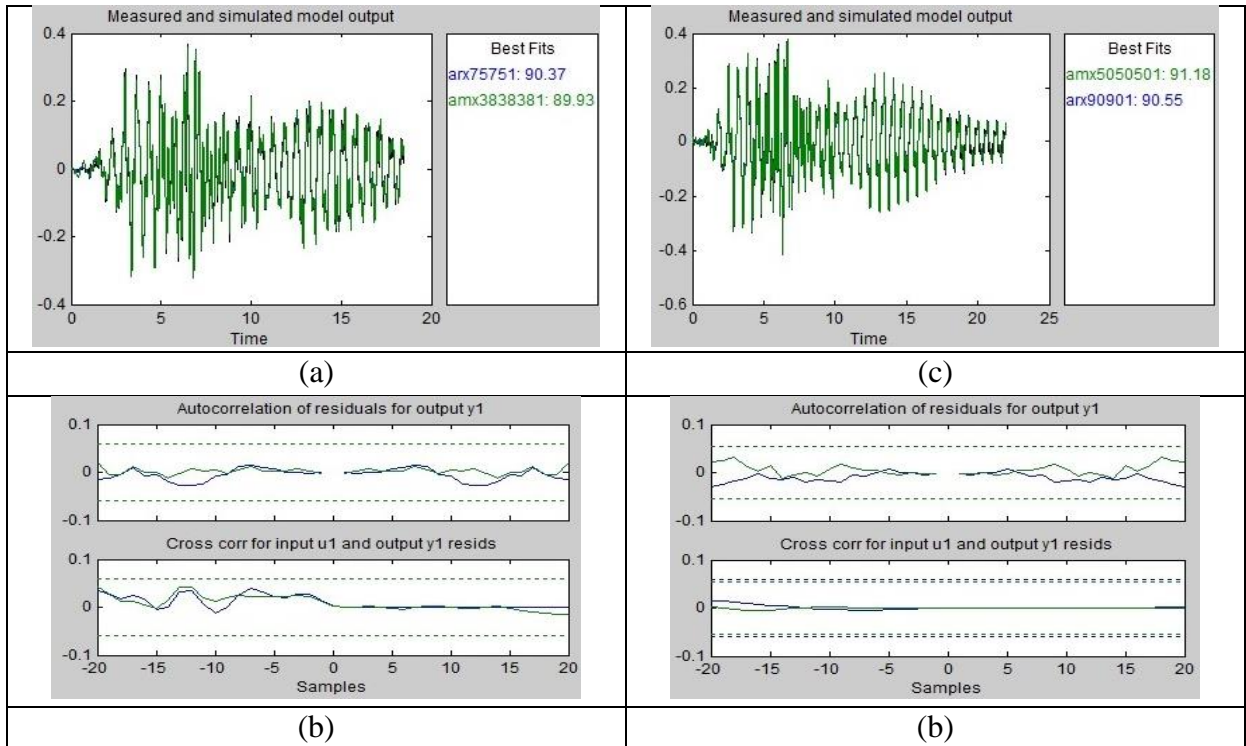 Measured and simulated model output
0.4
0.2
0
-0.2
-0.4
0 5 10 15 20
Time
Best Fits
arx75751: 90.37
amx3838381: 89.93
(a)
Measured and simulated model output
0.4
0.2
0
-0.2
-0.4
-0.6
0 5 10 15 20 25
Time
Best Fits
amx5050501: 91.18
arx90901: 90.55
(c)
Autocorrelation of residuals for output y1
0.1
0
-0.1
Cross corr for input u1 and output y1 resids
0.1
0
-0.1
-20 -15 -10 -5 0 5 10 15 20
Samples
(b)
Autocorrelation of residuals for output y1
0.1
0
-0.1
Cross corr for input u1 and output y1 resids
0.1
0
-0.1
-20 -15 -10 -5 0 5 10 15 20
Samples
(b)